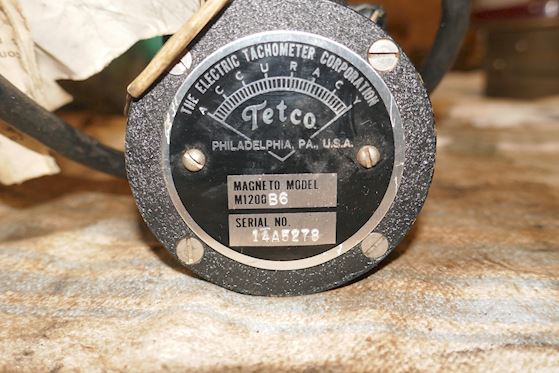 THE ELECTRIC TACHOMETER CORPORATION
ACCURACY
Tetco
PHILADELPHIA, PA., U.S.A.
MAGNETO MODEL
M1200B6
SERIAL NO.
14A5278